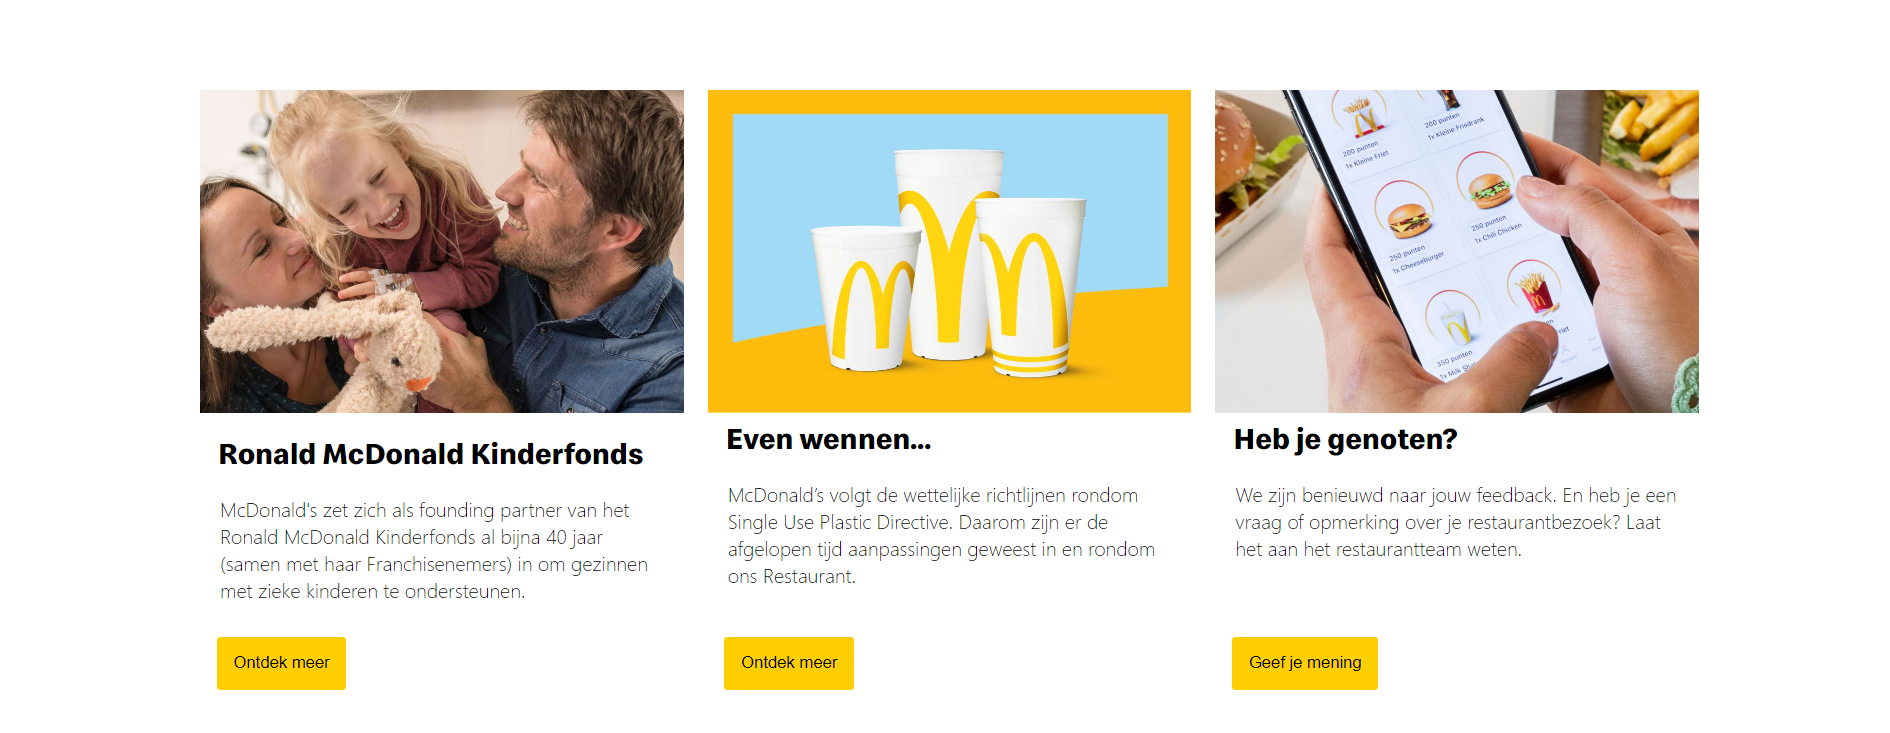 Ronald McDonald Kinderfonds
McDonald's zet zich als founding partner van het
Ronald McDonald Kinderfonds al bijna 40 jaar
(samen met haar Franchisenemers) in om gezinnen
met zieke kinderen te ondersteunen.
Ontdek meer
Even wennen...
McDonald’s volgt de wettelijke richtlijnen rondom
Single Use Plastic Directive. Daarom zijn er de
afgelopen tijd aanpassingen geweest in en rondom
ons Restaurant.
Ontdek meer
200 punten
1x Kleine Friet
200 punten
1x Kleine Frisdrank
250 punten
1x Cheeseburger
250 punten
1x Chili Chicken
350 punten
1x Milk
Heb je genoten?
We zijn benieuwd naar jouw feedback. En heb je een
vraag of opmerking over je restaurantbezoek? Laat
het aan het restaurantteam weten.
Geef je mening